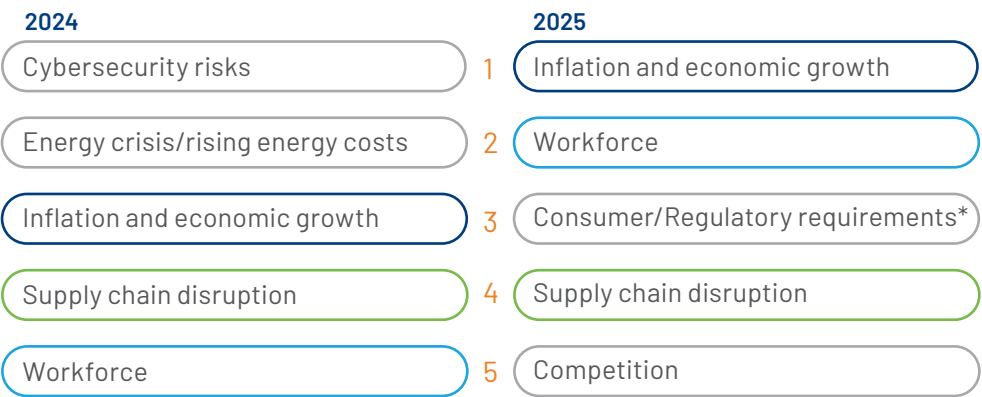 2024 2025
Cybersecurity risks 1 Inflation and economic growth
Energy crisis/rising energy costs 2 Workforce
Inflation and economic growth 3 Consumer/Regulatory requirements*
Supply chain disruption 4 Supply chain disruption
Workforce 5 Competition